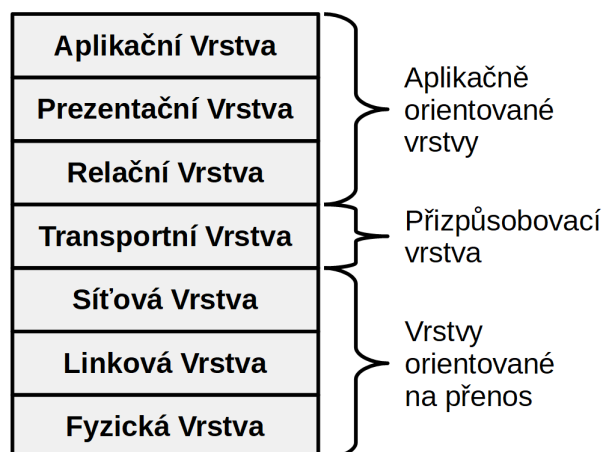 Aplikační Vrstva
Prezentační Vrstva
Relační Vrstva
Transportní Vrstva
Síťová Vrstva
Linková Vrstva
Fyzická Vrstva
Aplikačně
orientované
vrstvy
Přizpůsobovací
vrstva
Vrstvy
orientované
na přenos